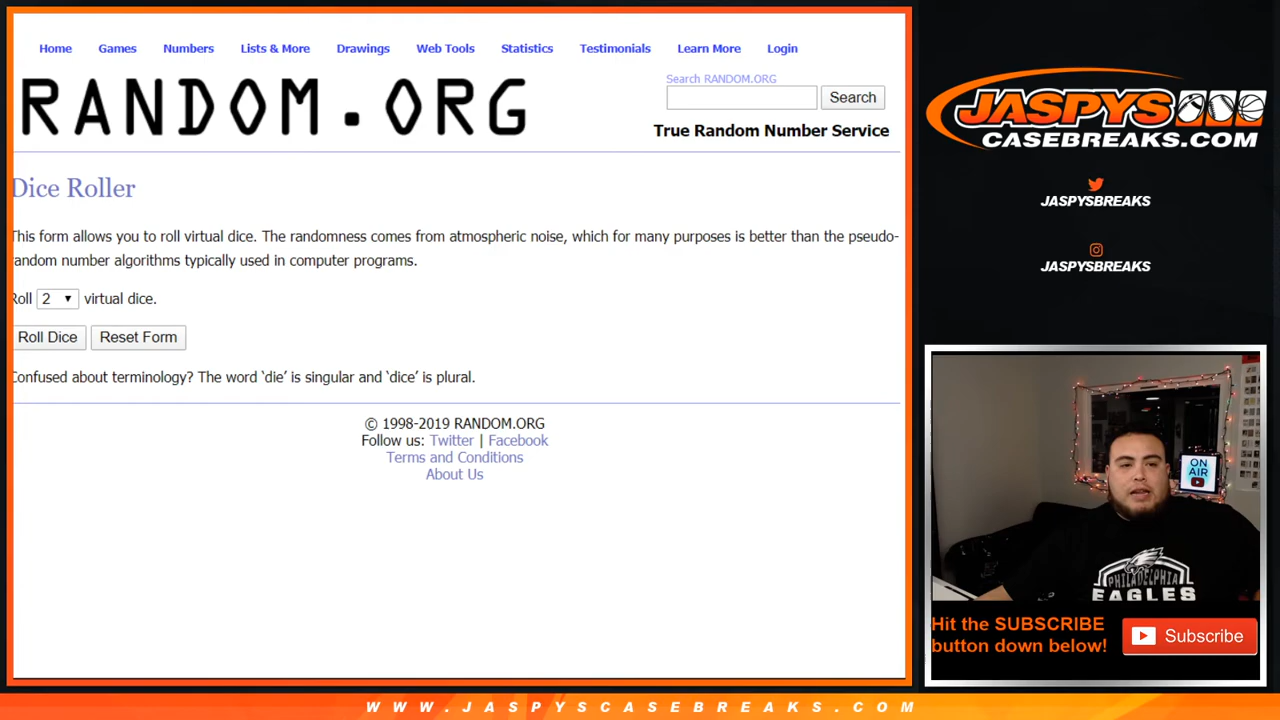 Home Games Numbers Lists & More Drawings Web Tools Statistics Testimonials Learn More Login
RANDOM.ORG
Search RANDOM.ORG
Search
True Random Number Service
Dice Roller
This form allows you to roll virtual dice. The randomness comes from atmospheric noise, which for many purposes is better than the pseudo-
random number algorithms typically used in computer programs.
Roll 2 virtual dice.
Roll Dice Reset Form
Confused about terminology? The word ‘die’ is singular and ‘dice’ is plural.
© 1998-2019 RANDOM.ORG
Follow us: Twitter | Facebook
Terms and Conditions
About Us
JASPYS
CASEBREAKS.COM
JASPYSBREAKS
JASPYSBREAKS
ON
AIR
PHILADELPHIA
EAGLES
Hit the SUBSCRIBE
button down below!
Subscribe
WWW.JASPYSCASEBREAKS.COM